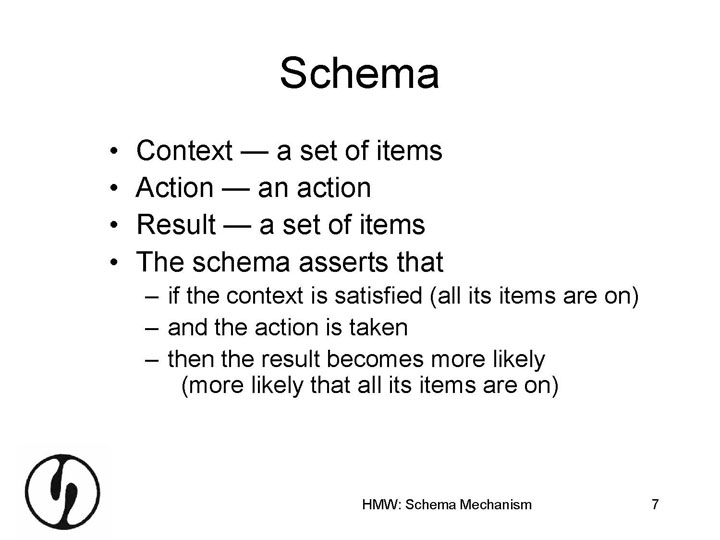 Schema
• Context — a set of items
• Action — an action
• Result — a set of items
• The schema asserts that
– if the context is satisfied (all its items are on)
– and the action is taken
– then the result becomes more likely
(more likely that all its items are on)
HMW: Schema Mechanism 7